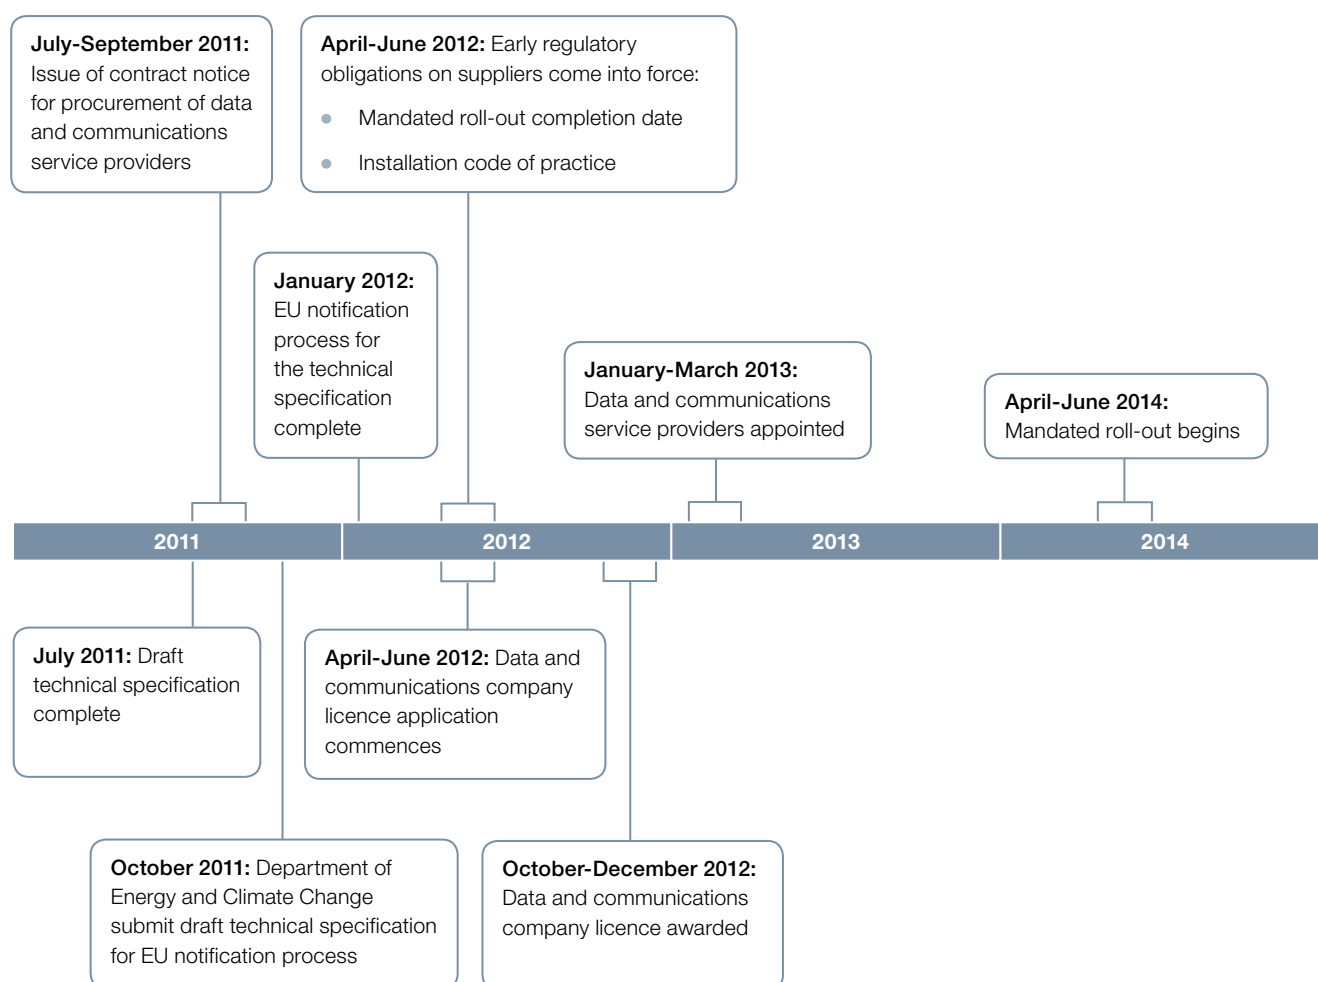 July-September 2011:
Issue of contract notice
for procurement of data
and communications
service providers
April-June 2012: Early regulatory
obligations on suppliers come into force:
● Mandated roll-out completion date
● Installation code of practice
January 2012:
EU notification
process for
the technical
specification
complete
January-March 2013:
Data and communications
service providers appointed
April-June 2014:
Mandated roll-out begins
2011
2012
2013
2014
July 2011: Draft
technical specification
complete
April-June 2012: Data and
communications company
licence application
commences
October 2011: Department of
Energy and Climate Change
submit draft technical specification
for EU notification process
October-December 2012:
Data and communications
company licence awarded